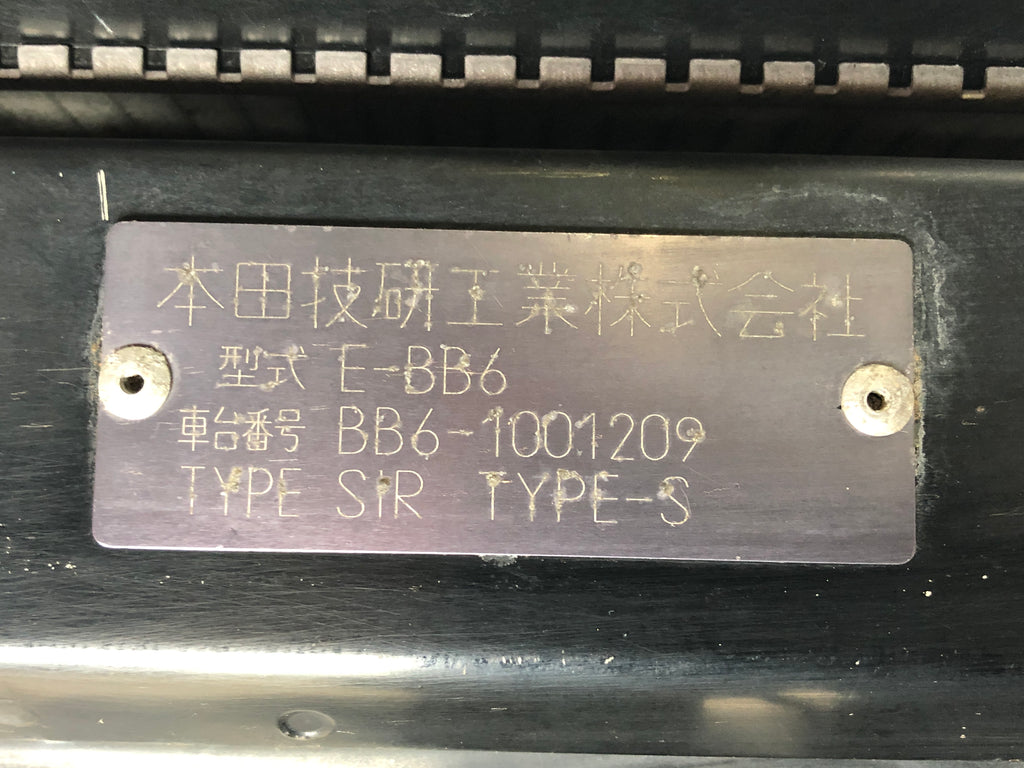 本田技研工業株式会社
型式 E-BB6
車台番号 BB6-1001209
TYPE SiR TYPE-S